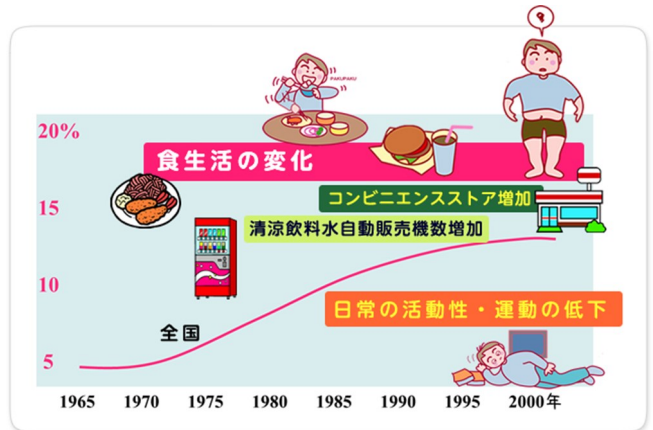 20%
食生活の変化
PAKUPAKU
コンビニエンスストア増加
15
清涼飲料水自動販売機数増加
10
日常の活動性・運動の低下
全国
5
1965 1970 1975 1980 1985 1990 1995 2000年